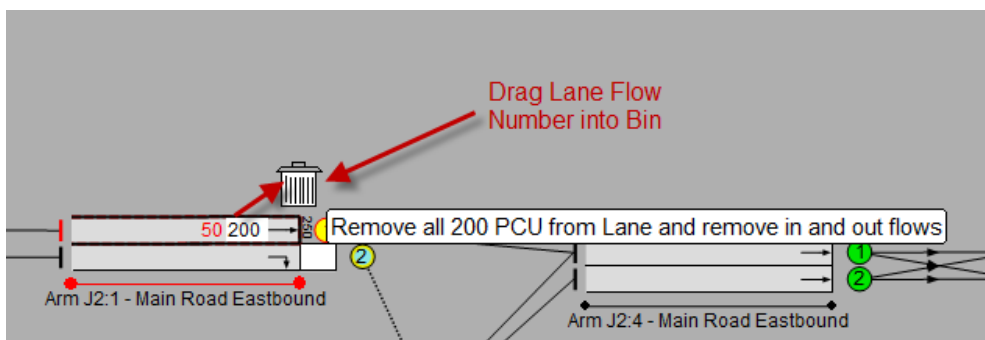 Drag Lane Flow
Number into Bin
50 200
250
Remove all 200 PCU from Lane and remove in and out flows
2
1
2
Arm J2:1 - Main Road Eastbound
Arm J2:4 - Main Road Eastbound